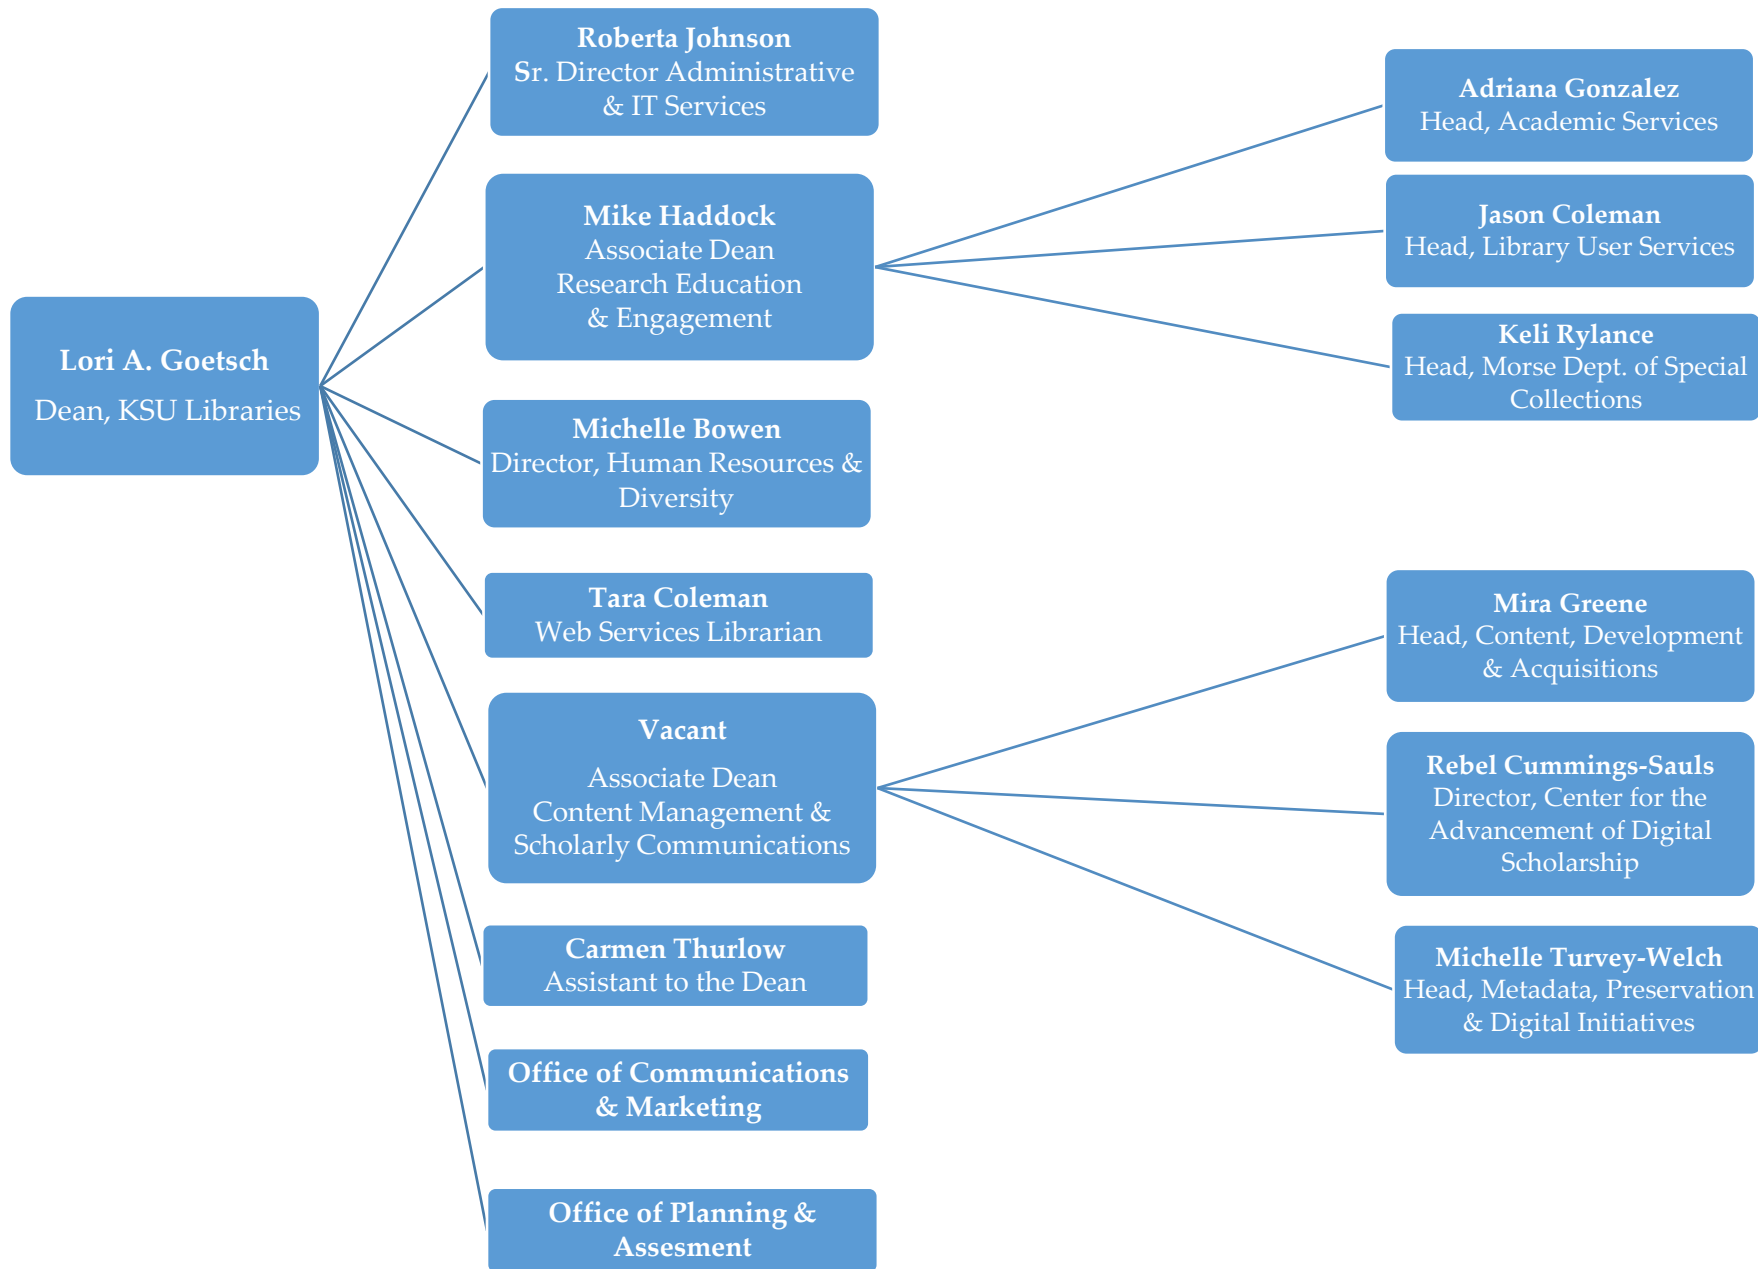 Lori A. Goetsch
Dean, KSU Libraries
Roberta Johnson
Sr. Director Administrative
& IT Services
Mike Haddock
Associate Dean
Research Education
& Engagement
Adriana Gonzalez
Head, Academic Services
Jason Coleman
Head, Library User Services
Keli Rylance
Head, Morse Dept. of Special
Collections
Michelle Bowen
Director, Human Resources &
Diversity
Tara Coleman
Web Services Librarian
Vacant
Associate Dean
Content Management &
Scholarly Communications
Mira Greene
Head, Content, Development
& Acquisitions
Rebel Cummings-Sauls
Director, Center for the
Advancement of Digital
Scholarship
Michelle Turvey-Welch
Head, Metadata, Preservation
& Digital Initiatives
Carmen Thurlow
Assistant to the Dean
Office of Communications
& Marketing
Office of Planning &
Assesment